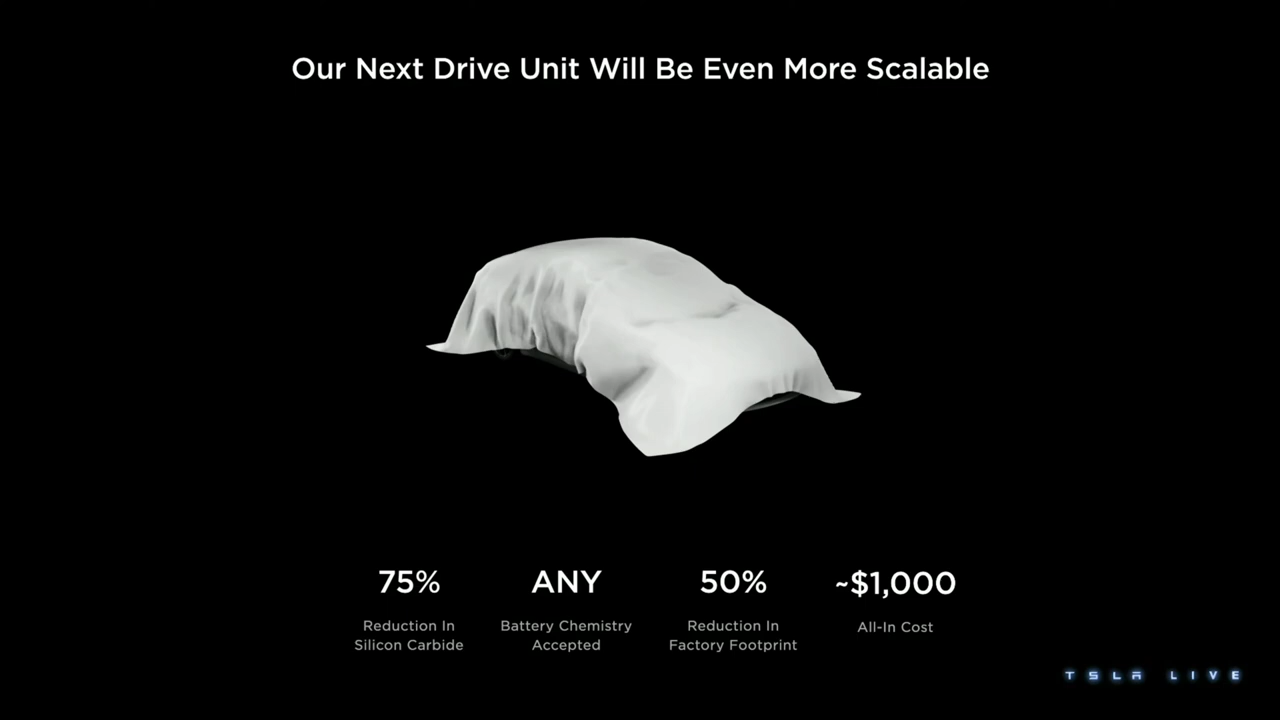 Our Next Drive Unit Will Be Even More Scalable
75%
Reduction In
Silicon Carbide
ANY
Battery Chemistry
Accepted
50%
Reduction In
Factory Footprint
~$1,000
All-In Cost
TSLA LIVE